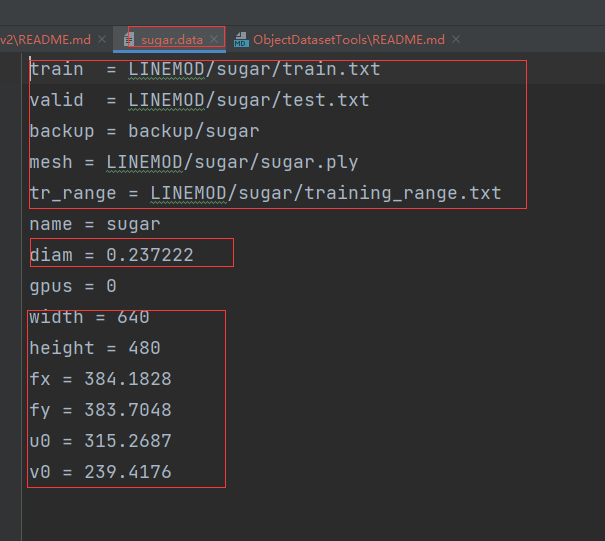 v2\README.md × sugar.data × ObjectDatasetTools\README.md ×
train = LINEMOD/sugar/train.txt
valid = LINEMOD/sugar/test.txt
backup = backup/sugar
mesh = LINEMOD/sugar/sugar.ply
tr_range = LINEMOD/sugar/training_range.txt
name = sugar
diam = 0.237222
gpus = 0
width = 640
height = 480
fx = 384.1828
fy = 383.7048
u0 = 315.2687
v0 = 239.4176